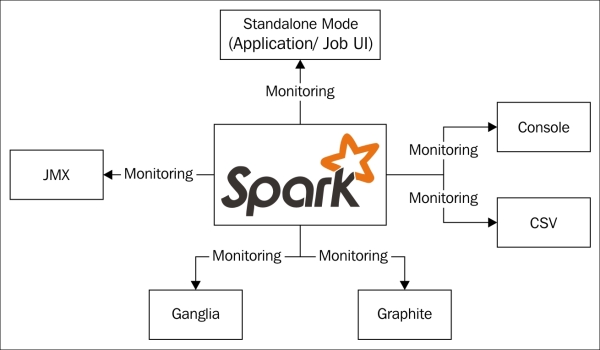 Standalone Mode
(Application/ Job UI)
Monitoring
Console
Monitoring
JMX
Monitoring
Spark
Monitoring
CSV
Monitoring
Monitoring
Ganglia
Graphite